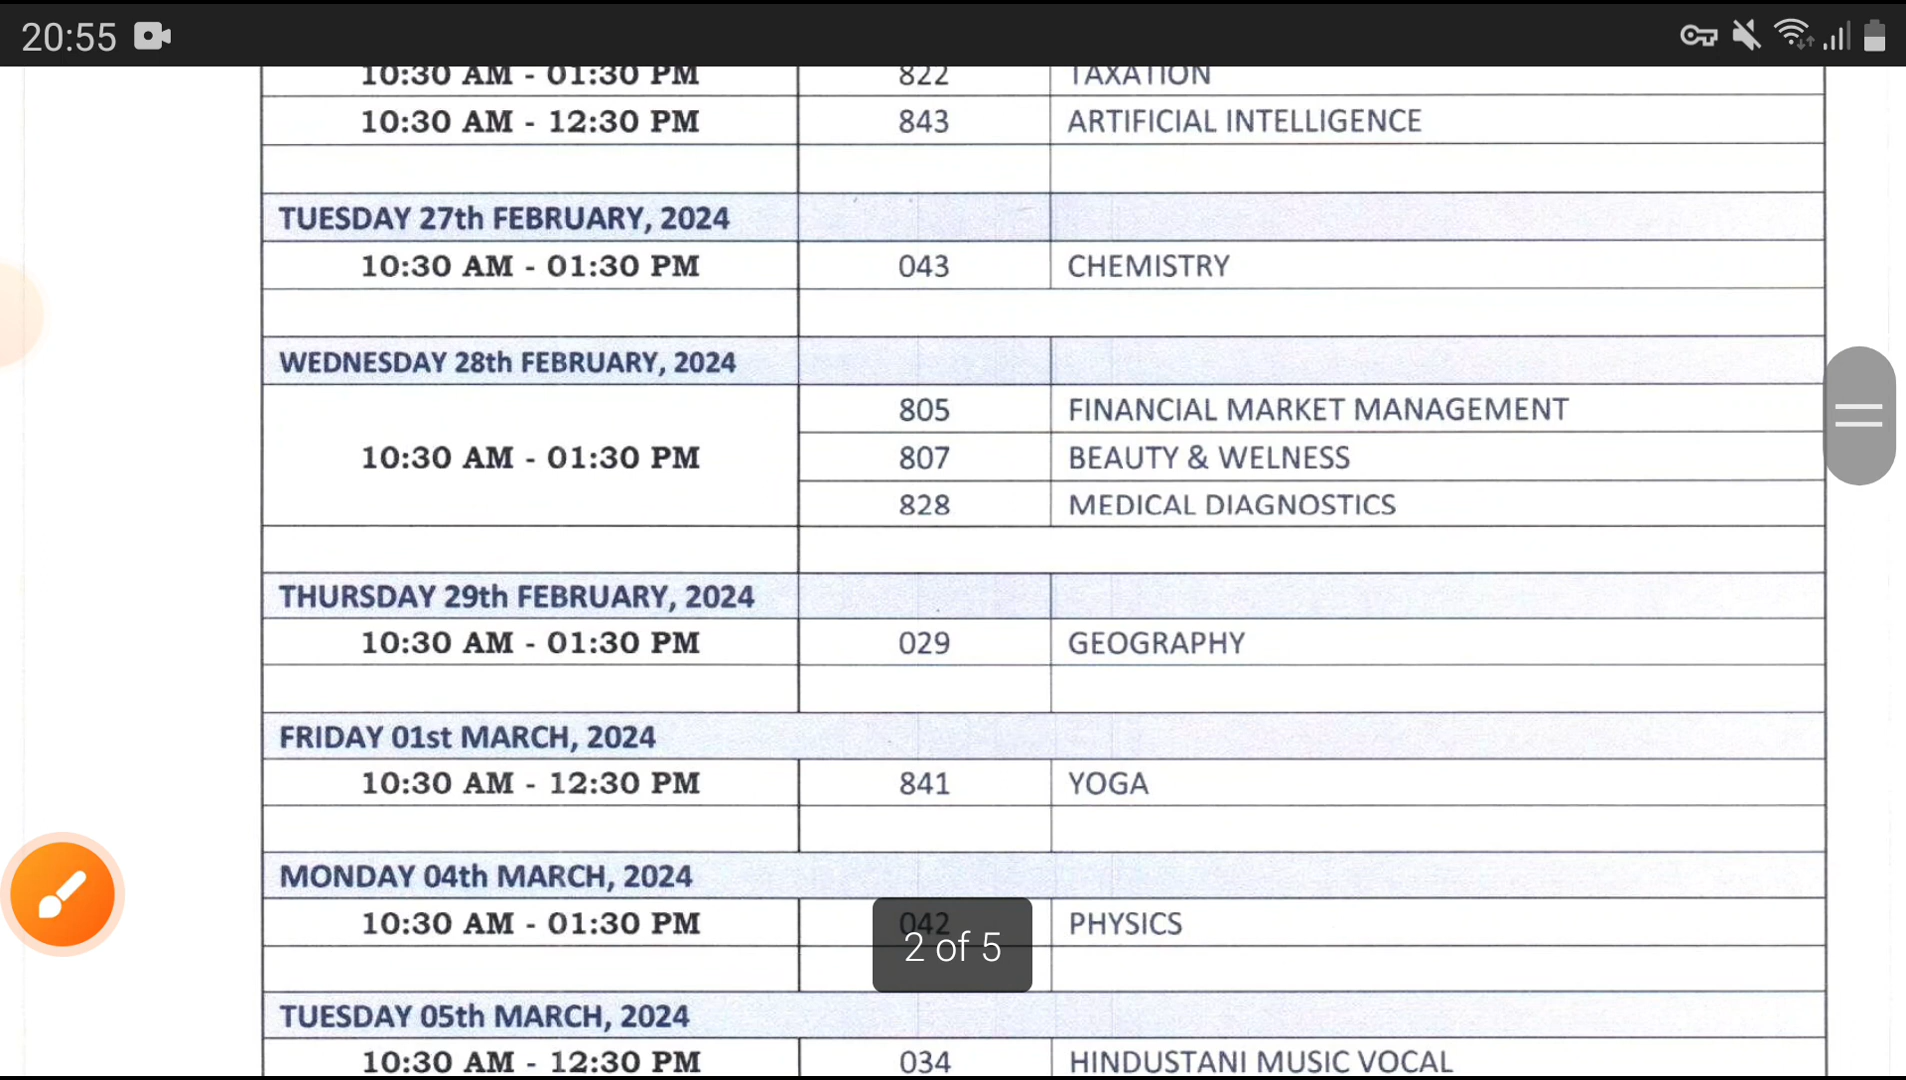 20:55
10:30 AM - 01:30 PM 822 TAXATION
10:30 AM - 12:30 PM 843 ARTIFICIAL INTELLIGENCE
TUESDAY 27th FEBRUARY, 2024
10:30 AM - 01:30 PM 043 CHEMISTRY
WEDNESDAY 28th FEBRUARY, 2024
805 FINANCIAL MARKET MANAGEMENT
10:30 AM - 01:30 PM 807 BEAUTY & WELNESS
828 MEDICAL DIAGNOSTICS
THURSDAY 29th FEBRUARY, 2024
10:30 AM - 01:30 PM 029 GEOGRAPHY
FRIDAY 01st MARCH, 2024
10:30 AM - 12:30 PM 841 YOGA
MONDAY 04th MARCH, 2024
10:30 AM - 01:30 PM 042 PHYSICS
2 of 5
TUESDAY 05th MARCH, 2024
10:30 AM - 12:30 PM 034 HINDUSTANI MUSIC VOCAL